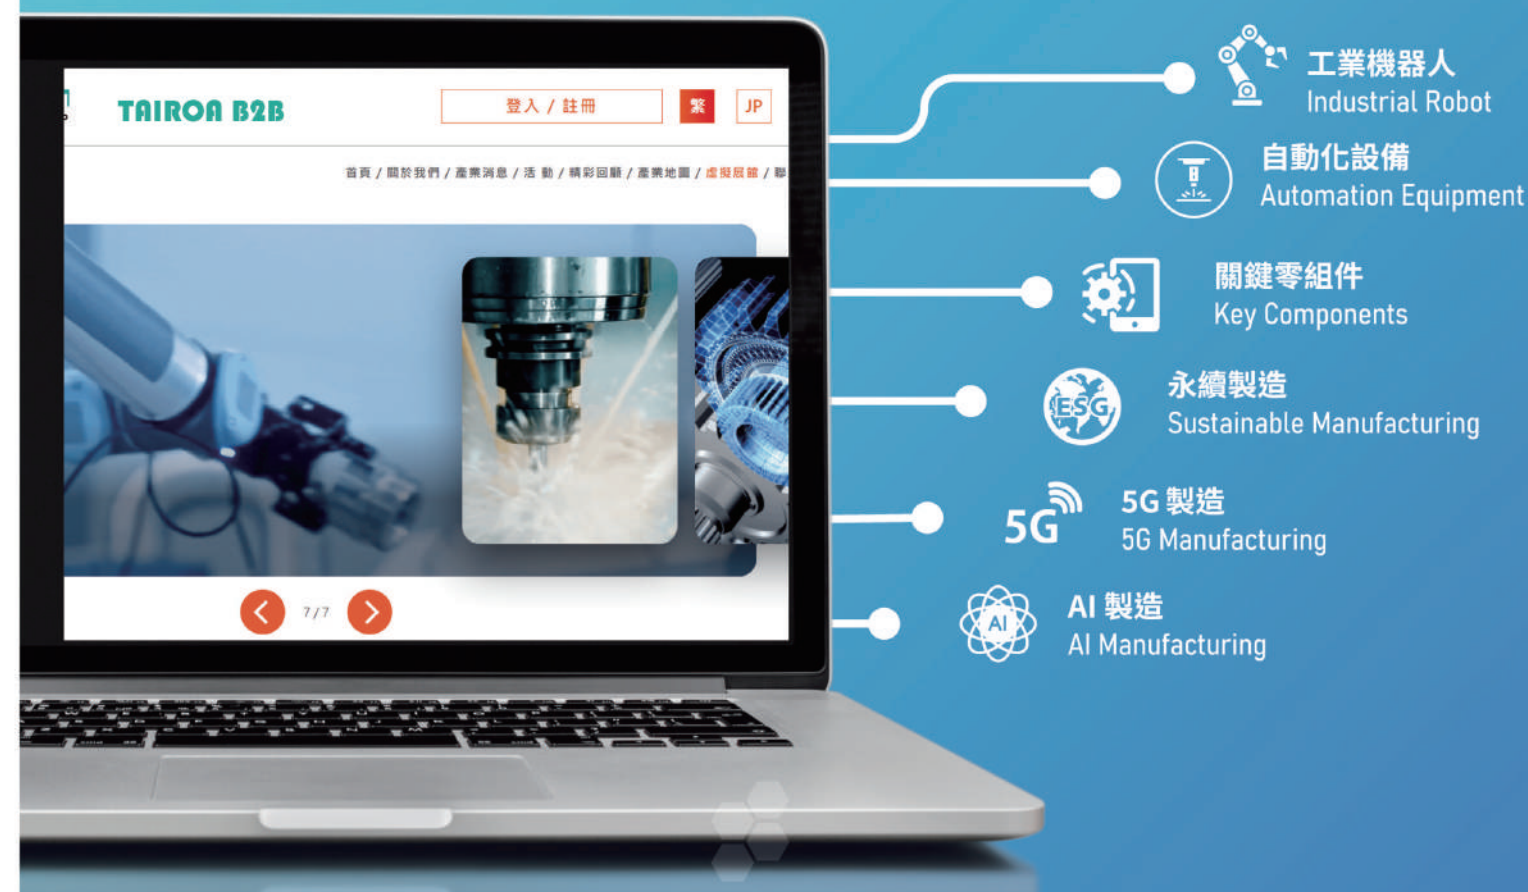 TAIROA B2B
登入 / 註冊
繁
JP
首頁 / 關於我們 / 產業消息 / 活 動 / 精彩回顧 / 產業地圖 / 虛擬展館 / 聯
7/7
工業機器人
Industrial Robot
自動化設備
Automation Equipment
關鍵零組件
Key Components
ESG
永續製造
Sustainable Manufacturing
5G
5G 製造
5G Manufacturing
AI
AI 製造
AI Manufacturing